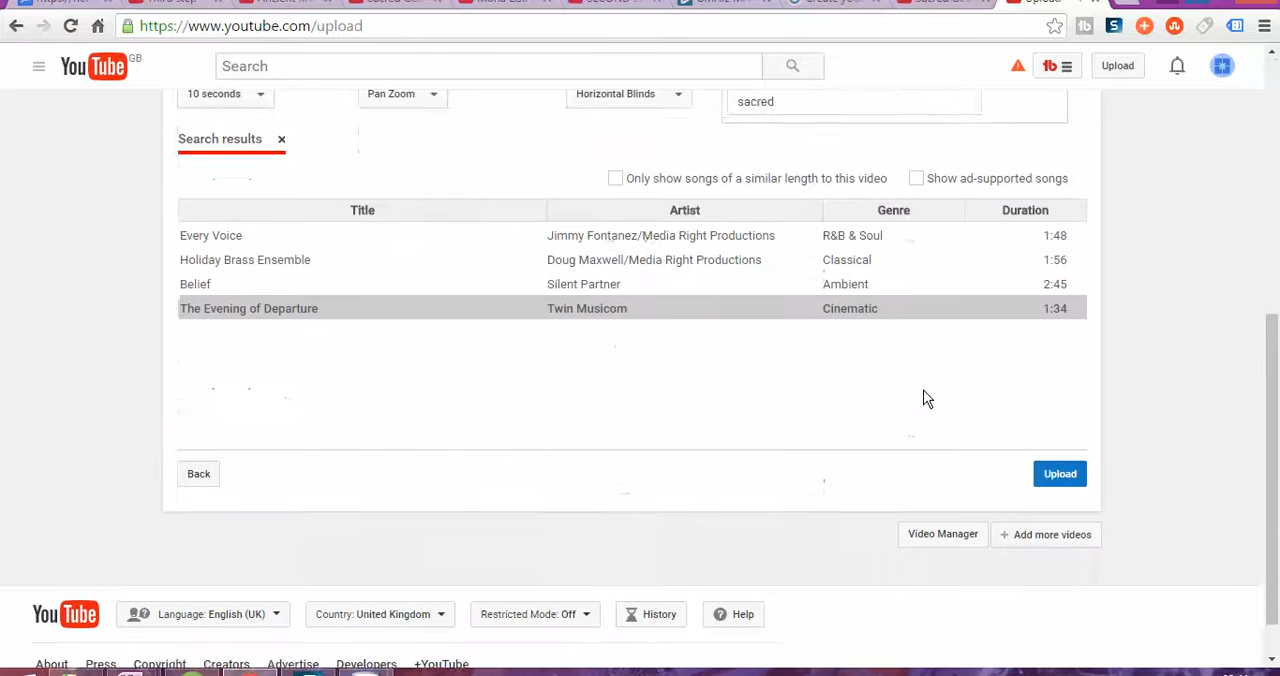 https://www.youtube.com/upload
YouTube GB
Search
Upload
10 seconds
Pan Zoom
Horizontal Blinds
sacred
Search results ×
Only show songs of a similar length to this video
Show ad-supported songs
Title Artist Genre Duration
Every Voice Jimmy Fontanez/Media Right Productions R&B & Soul 1:48
Holiday Brass Ensemble Doug Maxwell/Media Right Productions Classical 1:56
Belief Silent Partner Ambient 2:45
The Evening of Departure Twin Musicom Cinematic 1:34
Back
Upload
Video Manager
+ Add more videos
YouTube
Language: English (UK)
Country: United Kingdom
Restricted Mode: Off
History
Help
About Press Copyright Creators Advertise Developers +YouTube